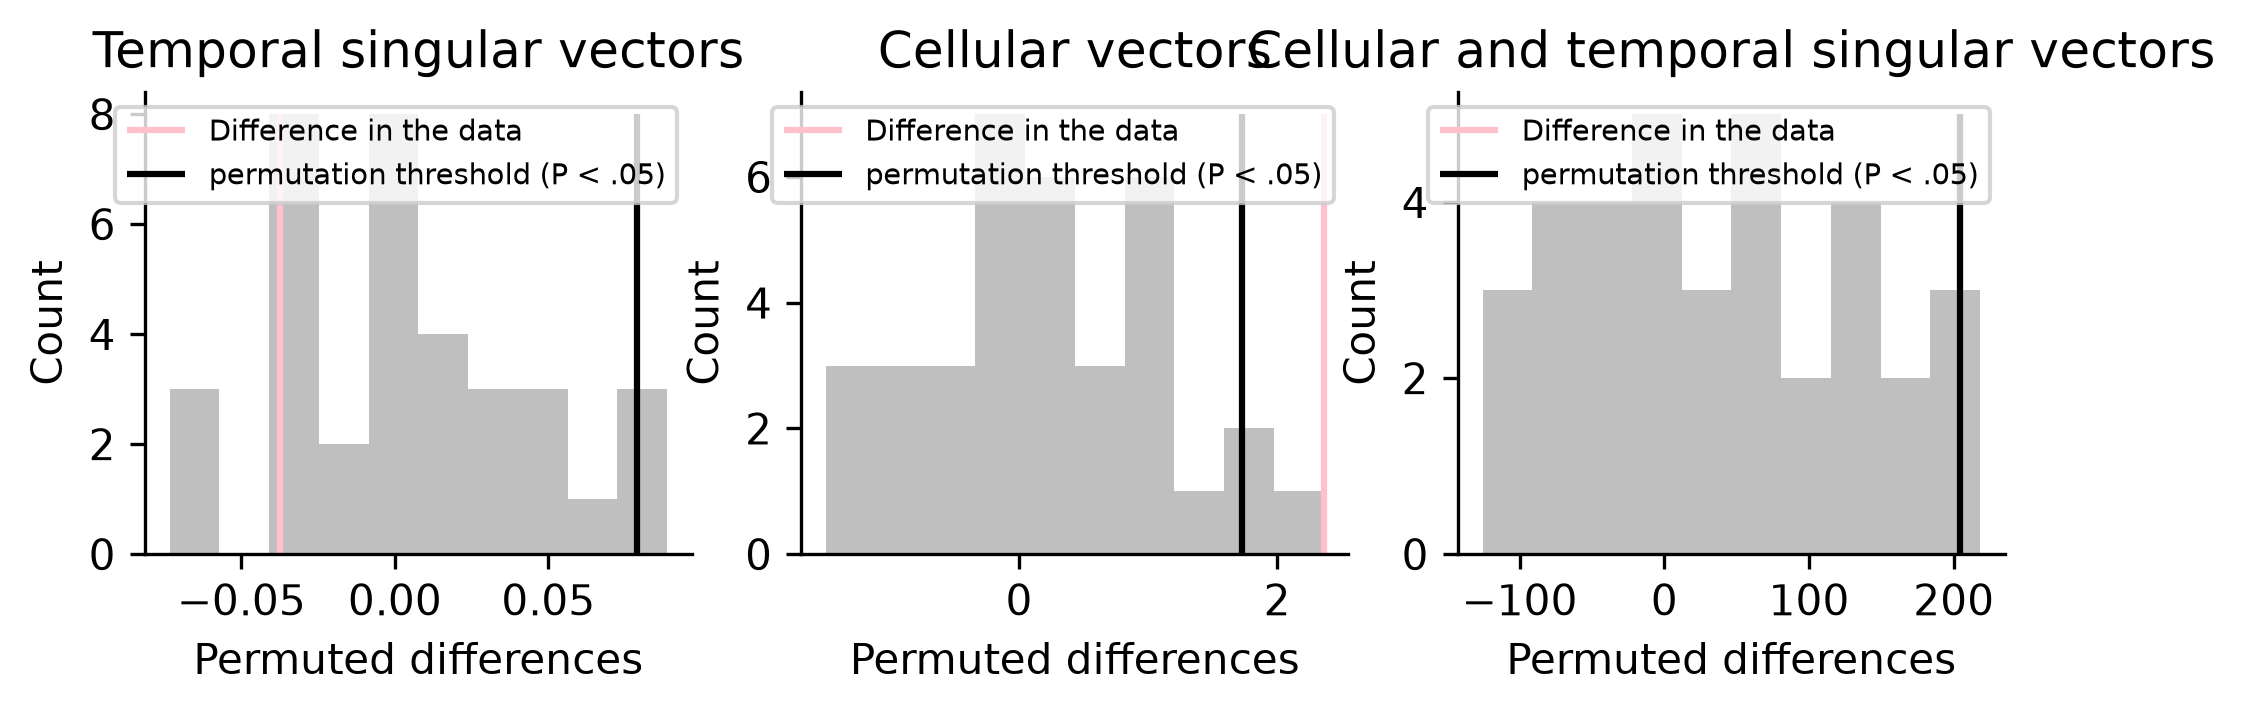 Temporal singular vectors
Difference in the data
permutation threshold (P < .05)
Count
0
2
4
6
8
−0.05
0.00
0.05
Permuted differences
Cellular vectors
Difference in the data
permutation threshold (P < .05)
Count
0
2
4
6
0
2
Permuted differences
Cellular and temporal singular vectors
Difference in the data
permutation threshold (P < .05)
Count
0
2
4
−100
0
100
200
Permuted differences